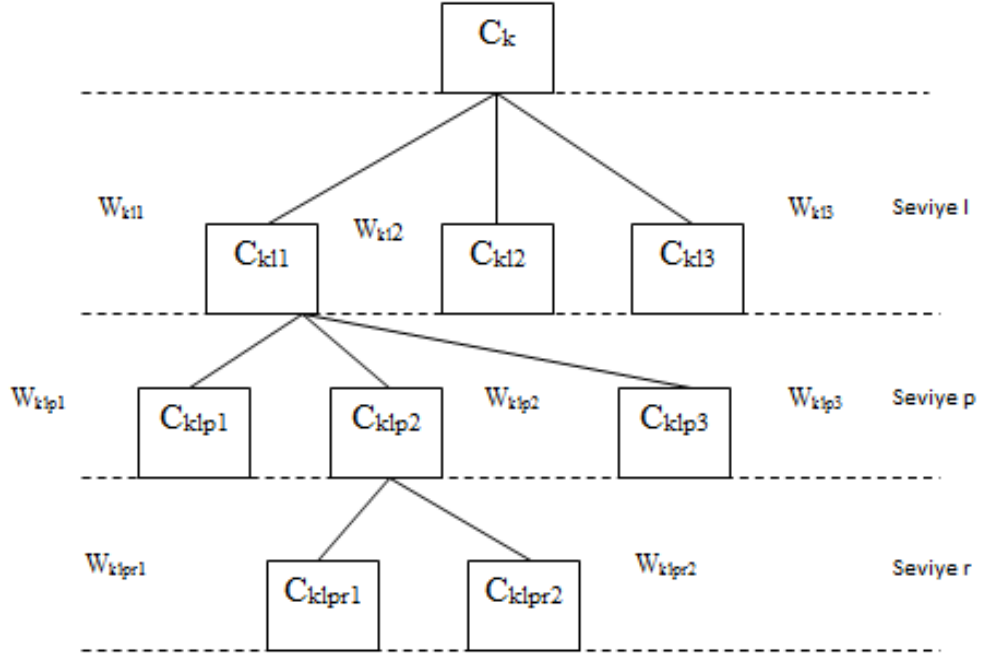 Ck
Wkl1
Wkl2
Wkl3
Seviye l
Ckl1
Ckl2
Ckl3
Wklp1
Wklp2
Wklp3
Seviye p
Cklp1
Cklp2
Cklp3
Wklpr1
Wklpr2
Seviye r
Cklpr1
Cklpr2